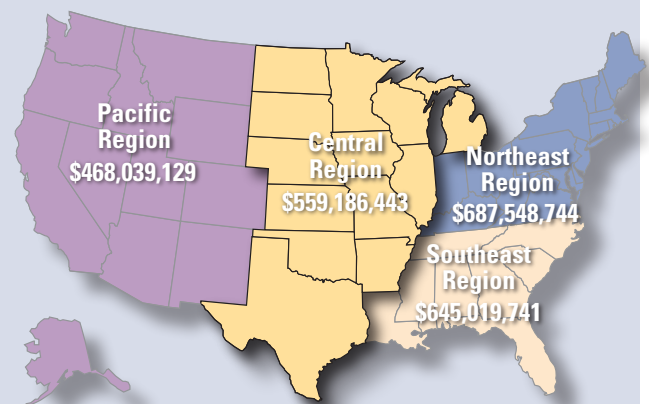 Pacific
Region
$468,039,129
Central
Region
$559,186,443
Northeast
Region
$687,548,744
Southeast
Region
$645,019,741